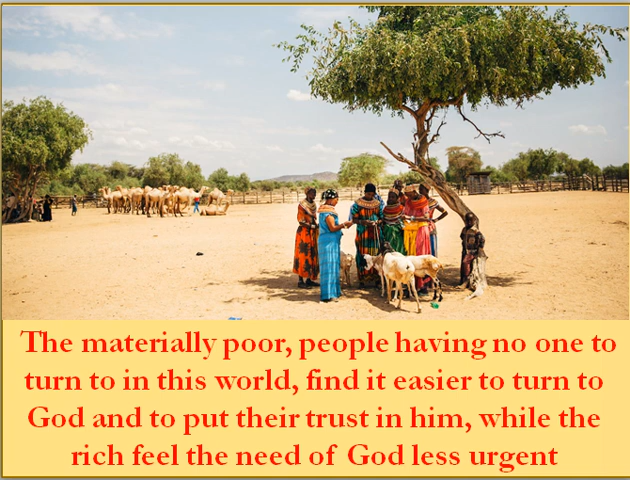 The materially poor, people having no one to
turn to in this world, find it easier to turn to
God and to put their trust in him, while the
rich feel the need of God less urgent